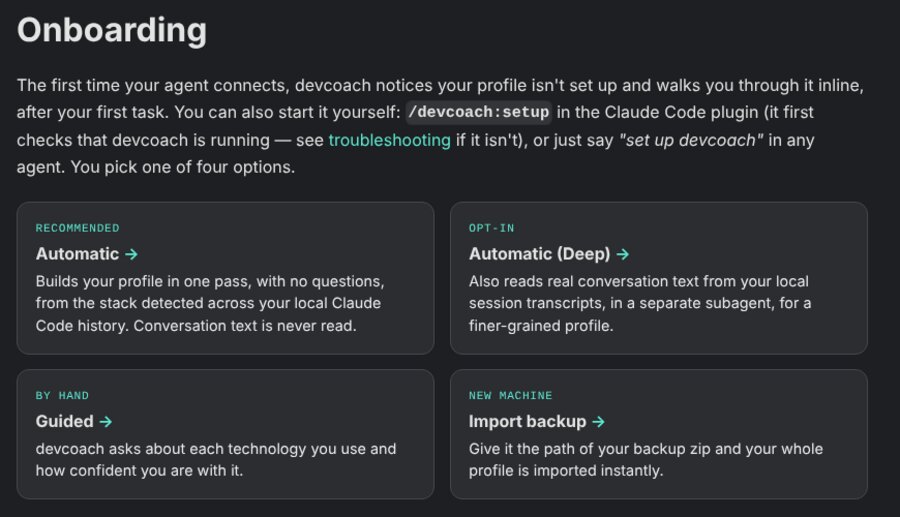 Onboarding
The first time your agent connects, devcoach notices your profile isn't set up and walks you through it inline,
after your first task. You can also start it yourself: /devcoach:setup in the Claude Code plugin (it first
checks that devcoach is running — see troubleshooting if it isn't), or just say "set up devcoach" in any
agent. You pick one of four options.
RECOMMENDED
Automatic →
Builds your profile in one pass, with no questions,
from the stack detected across your local Claude
Code history. Conversation text is never read.
OPT-IN
Automatic (Deep) →
Also reads real conversation text from your local
session transcripts, in a separate subagent, for a
finer-grained profile.
BY HAND
Guided →
devcoach asks about each technology you use and
how confident you are with it.
NEW MACHINE
Import backup →
Give it the path of your backup zip and your whole
profile is imported instantly.